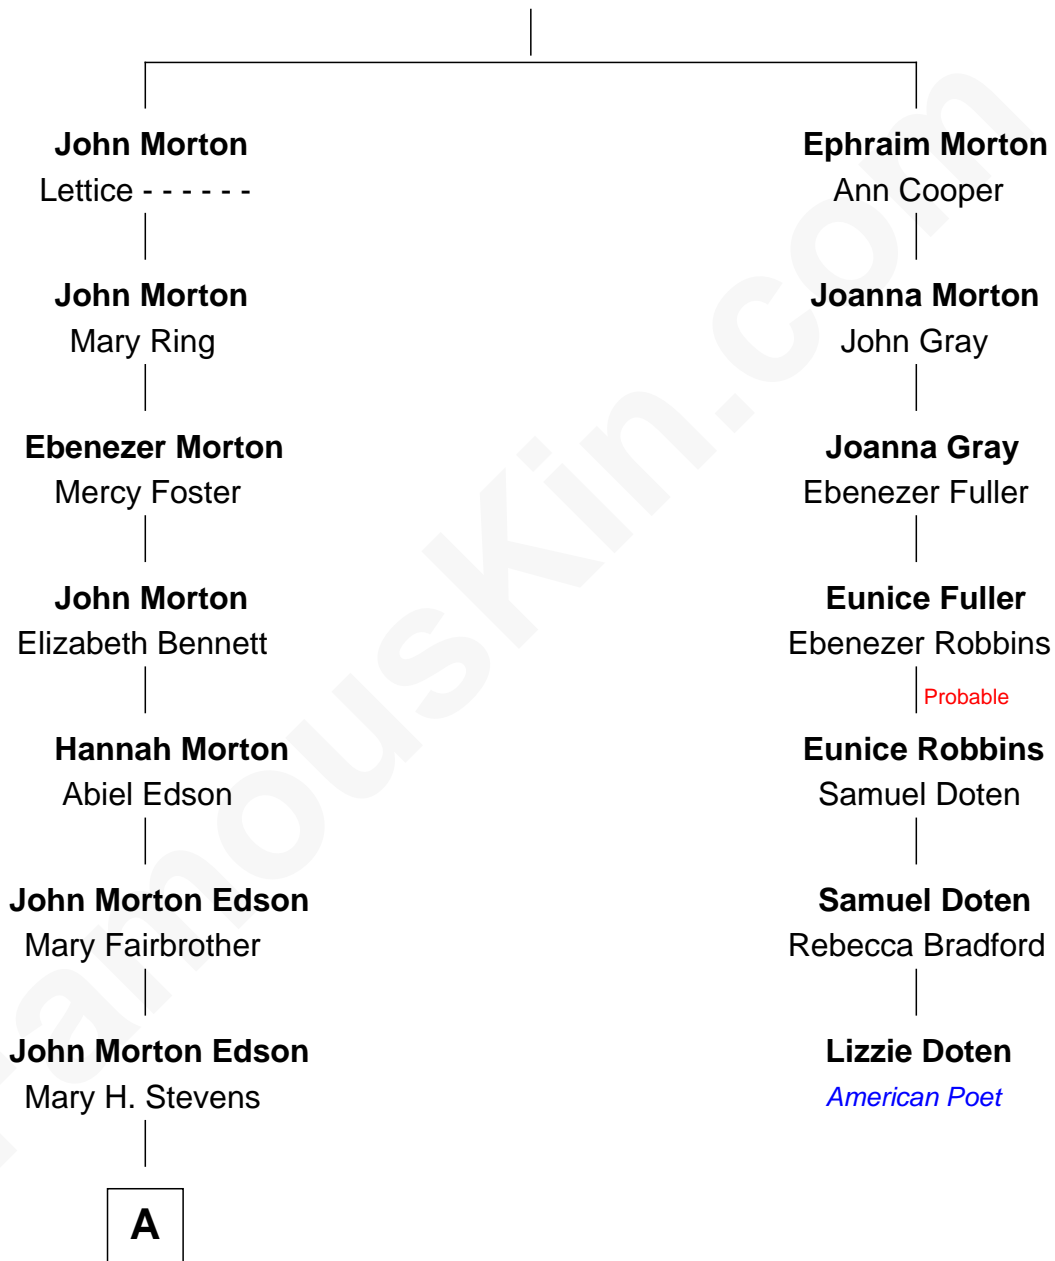 John Morton
Lettice - - - - - -
Ephraim Morton
Ann Cooper
John Morton
Mary Ring
Joanna Morton
John Gray
Ebenezer Morton
Mercy Foster
Joanna Gray
Ebenezer Fuller
John Morton
Elizabeth Bennett
Eunice Fuller
Ebenezer Robbins
Probable
Hannah Morton
Abiel Edson
Eunice Robbins
Samuel Doten
John Morton Edson
Mary Fairbrother
Samuel Doten
Rebecca Bradford
John Morton Edson
Mary H. Stevens
Lizzie Doten
American Poet
A
FamousKin.com